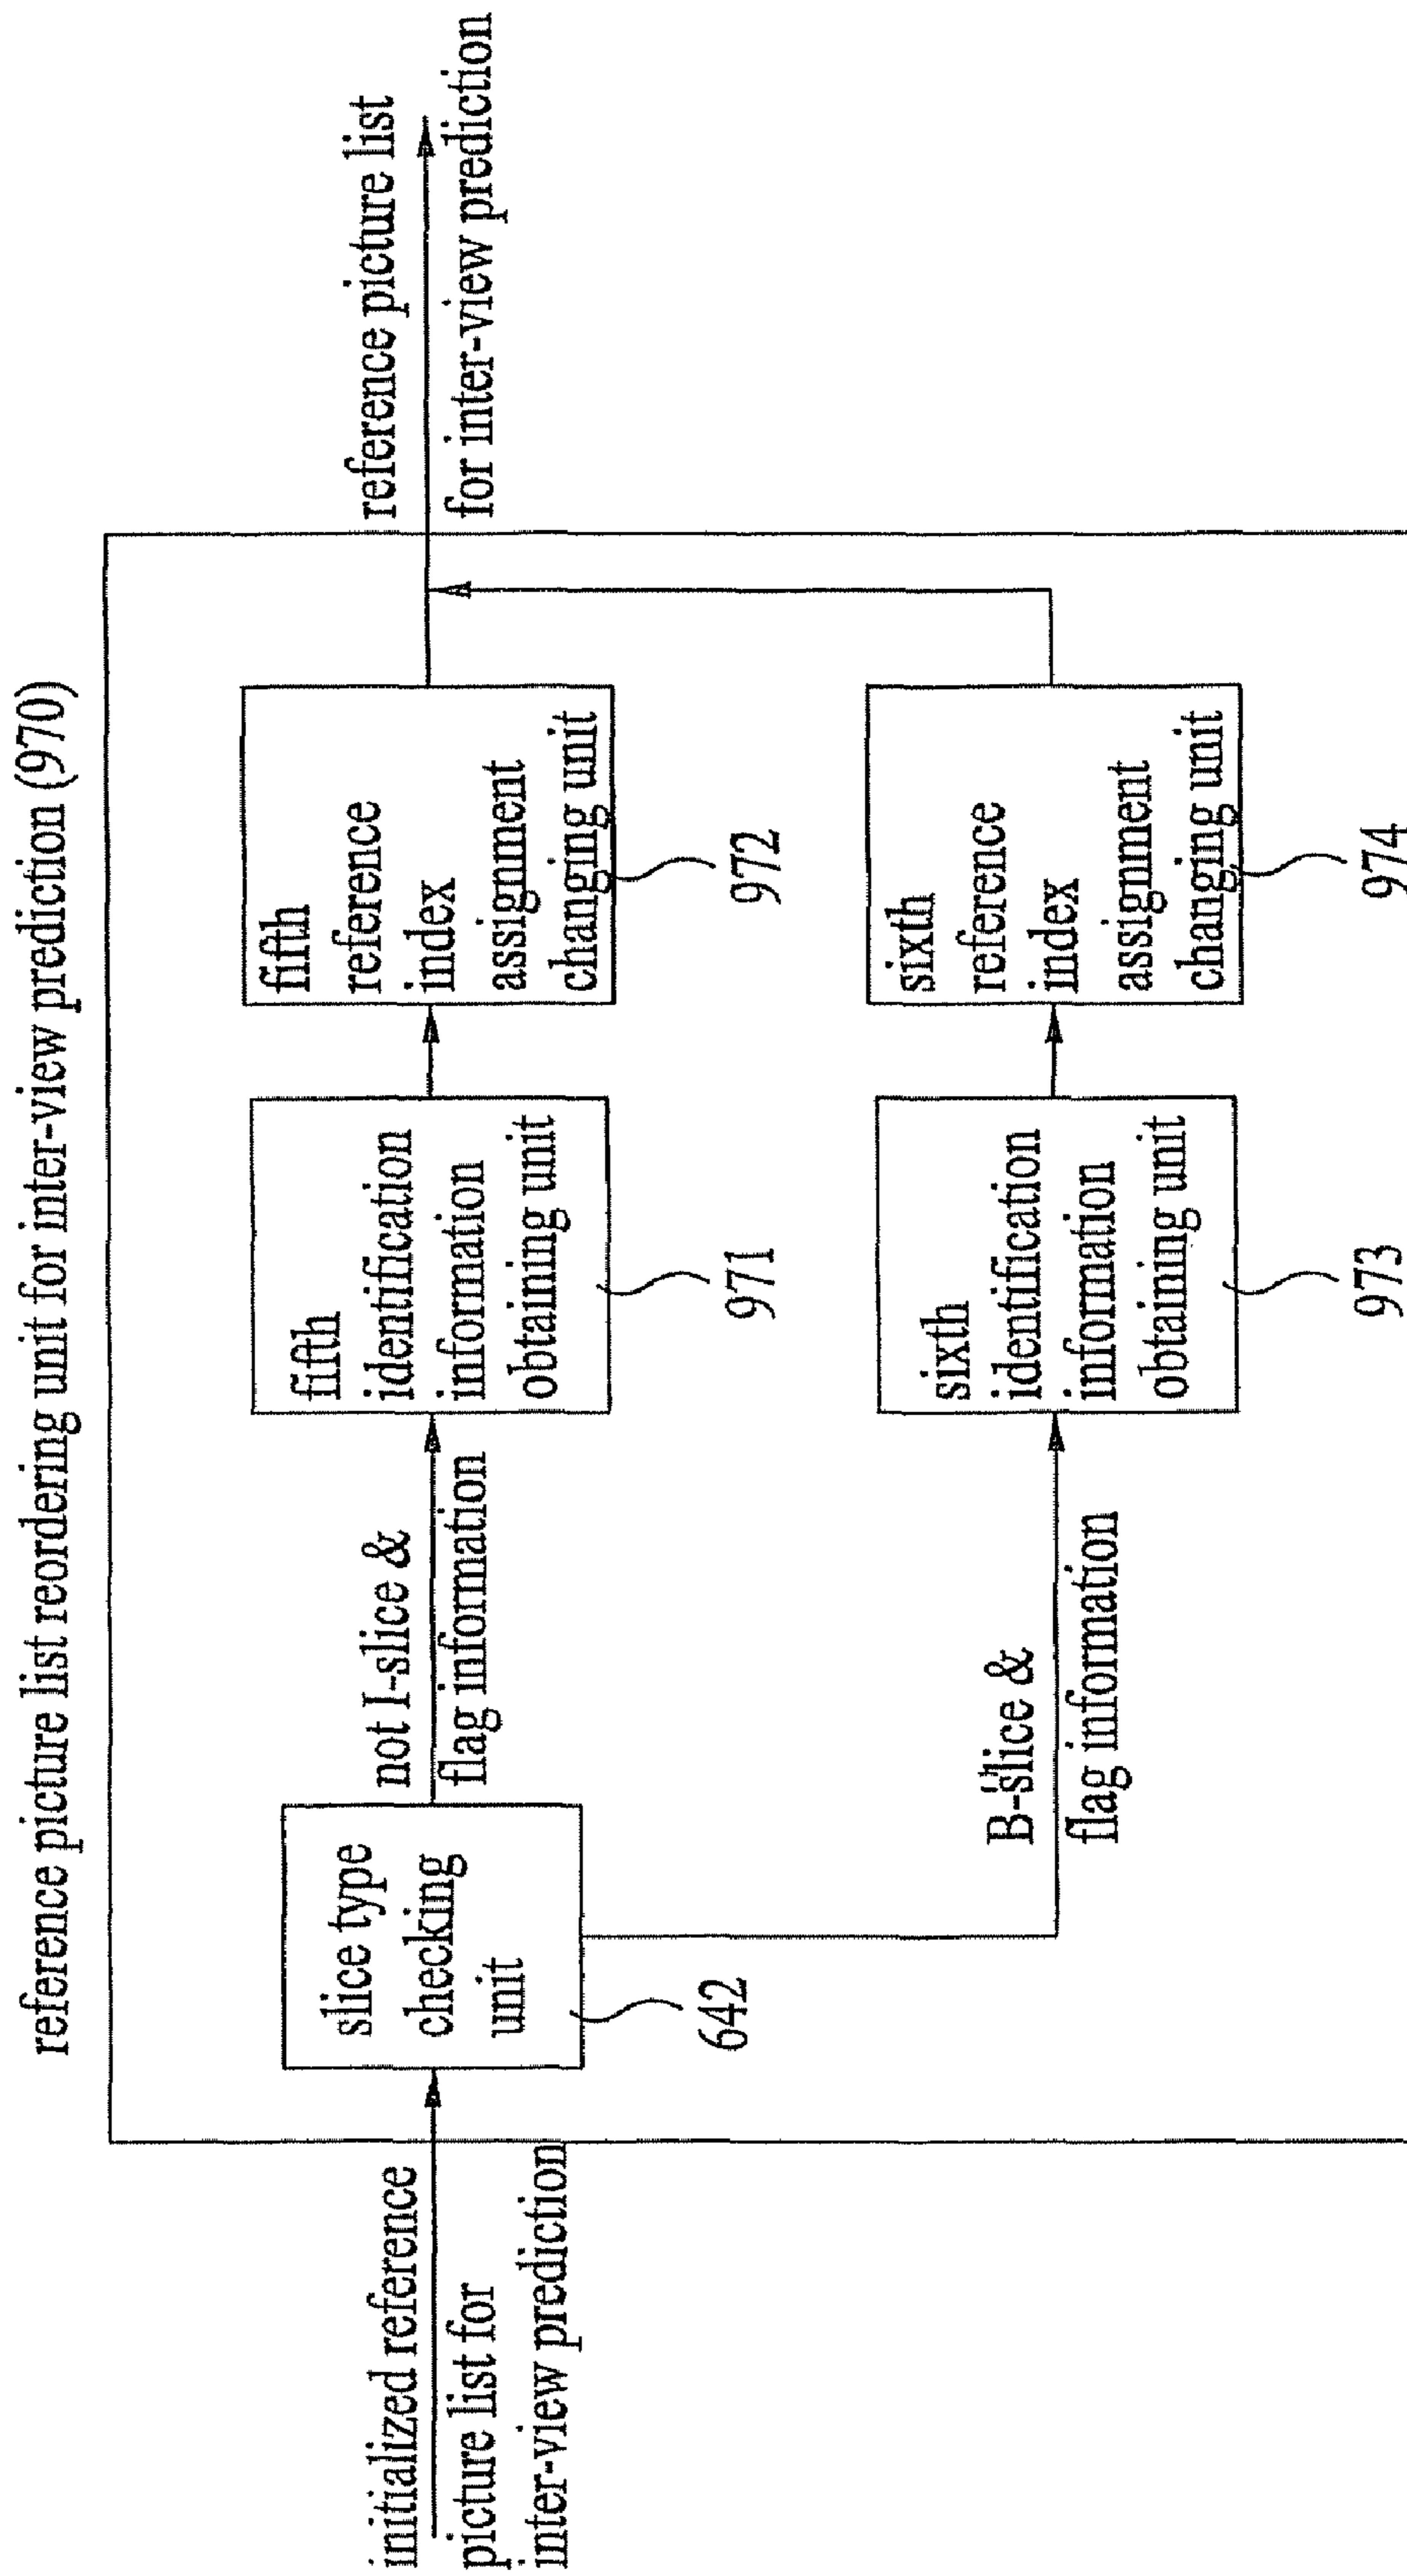 reference picture list reordering unit for inter-view prediction (970)
initialized reference
picture list for
inter-view prediction
slice type
checking
unit
642
not I-slice &
flag information
fifth
identification
information
obtaining unit
971
fifth
reference
index
assignment
changing unit
972
reference picture list
for inter-view prediction
B-slice &
flag information
sixth
identification
information
obtaining unit
973
sixth
reference
index
assignment
changing unit
974